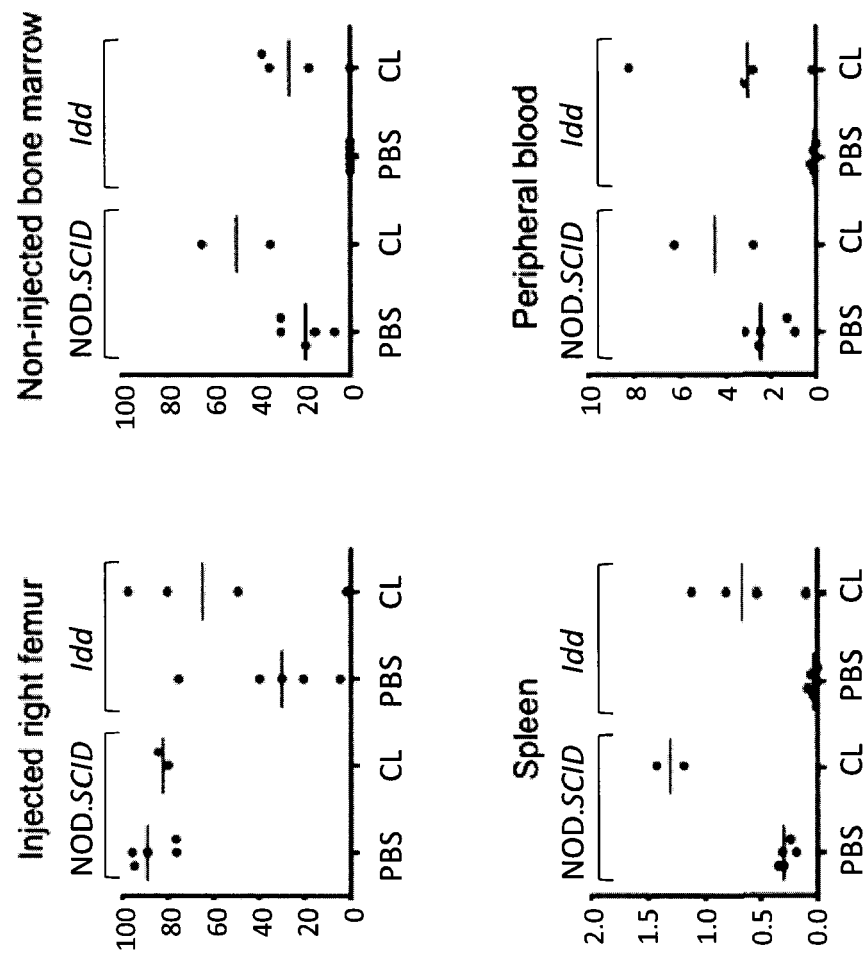 Injected right femur
NOD.SCID
Idd
100
80
60
40
20
0
PBS
CL
PBS
CL
Non-injected bone marrow
NOD.SCID
Idd
100
80
60
40
20
0
PBS
CL
PBS
CL
Spleen
NOD.SCID
Idd
2.0
1.5
1.0
0.5
0.0
PBS
CL
PBS
CL
Peripheral blood
NOD.SCID
Idd
10
8
6
4
2
0
PBS
CL
PBS
CL